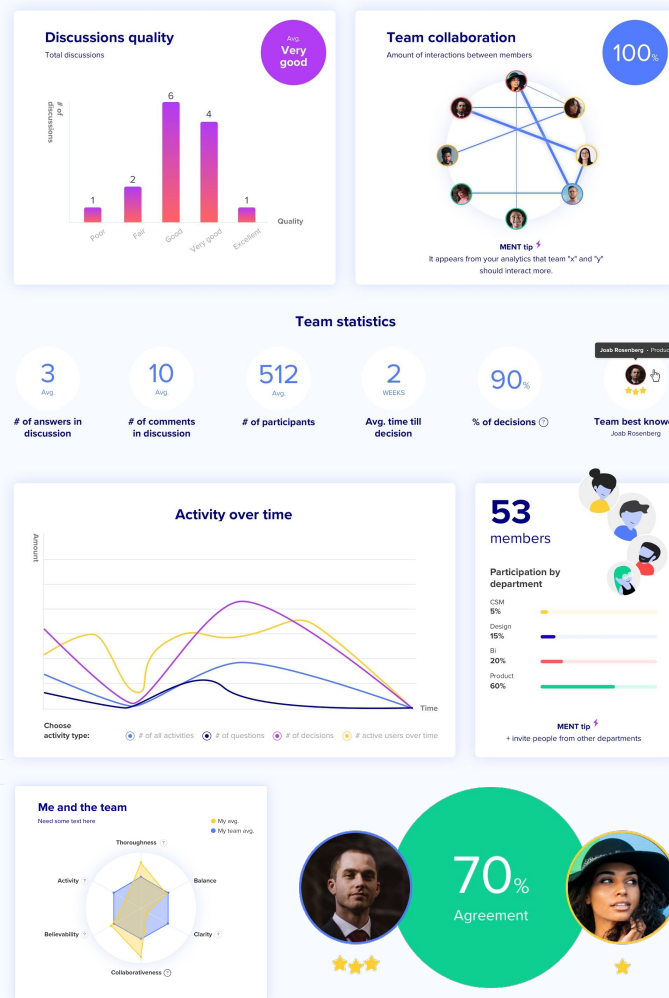 Discussions quality
Total discussions
Avg.
Very
good
# of
discussions
6
4
2
1
1
Poor
Fair
Good
Very good
Excellent
Quality
Team collaboration
Amount of interactions between members
100%
MENT tip
It appears from your analytics that team "x" and "y"
should interact more.
Team statistics
3
Avg.
# of answers in
discussion
10
Avg.
# of comments
in discussion
512
Avg.
# of participants
2
WEEKS
Avg. time till
decision
90%
% of decisions ?
Joab Rosenberg · Produc
Team best know
Joab Rosenberg
Activity over time
Amount
Time
Choose
activity type:
# of all activities
# of questions
# of decisions
# active users over time
53
members
Participation by
department
CSM
5%
Design
15%
Bi
20%
Product
60%
MENT tip
+ invite people from other departments
Me and the team
Need some text here
My avg.
My team avg.
Thoroughness ?
Activity ?
Balance
Believability ?
Clarity ?
Collaborativeness ?
70%
Agreement